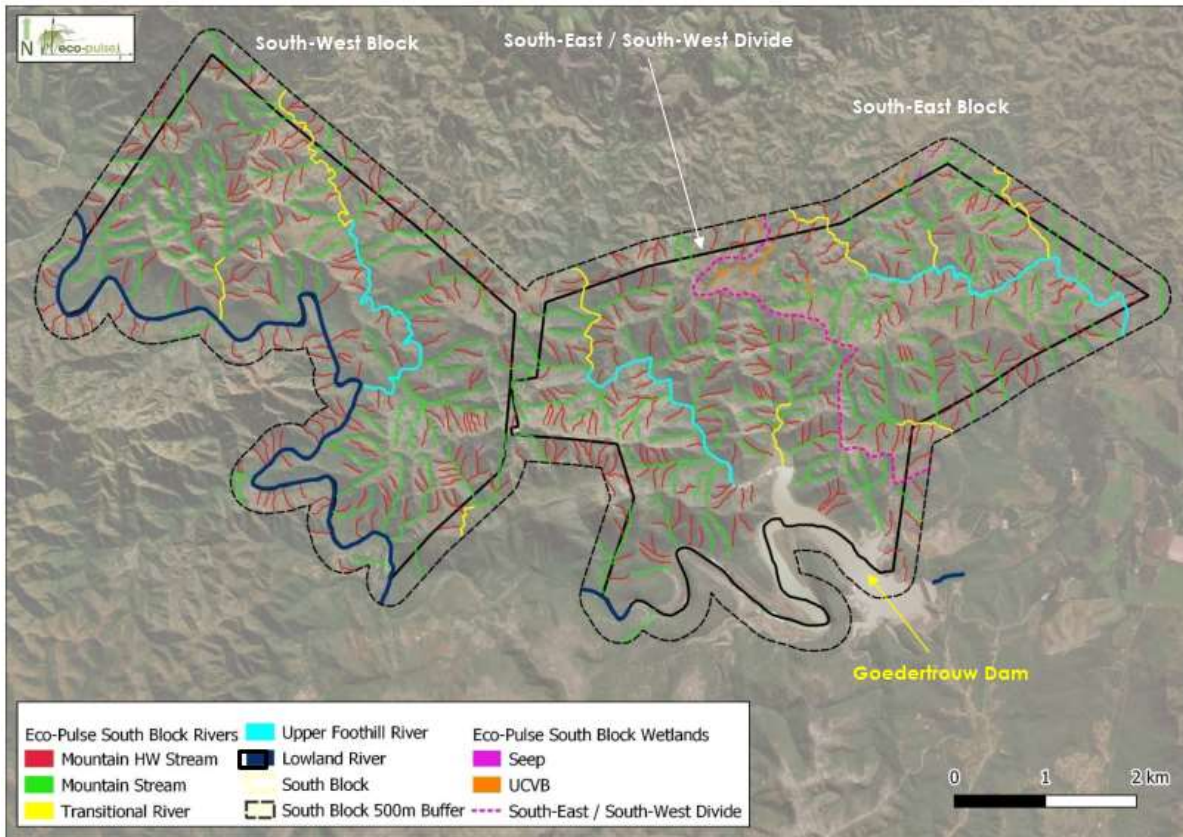 N
eco-pulse
South-West Block
South-East / South-West Divide
South-East Block
Goedertrouw Dam
Eco-Pulse South Block Rivers
Mountain HW Stream
Mountain Stream
Transitional River
Upper Foothill River
Lowland River
South Block
South Block 500m Buffer
Eco-Pulse South Block Wetlands
Seep
UCVB
South-East / South-West Divide
0 1 2 km